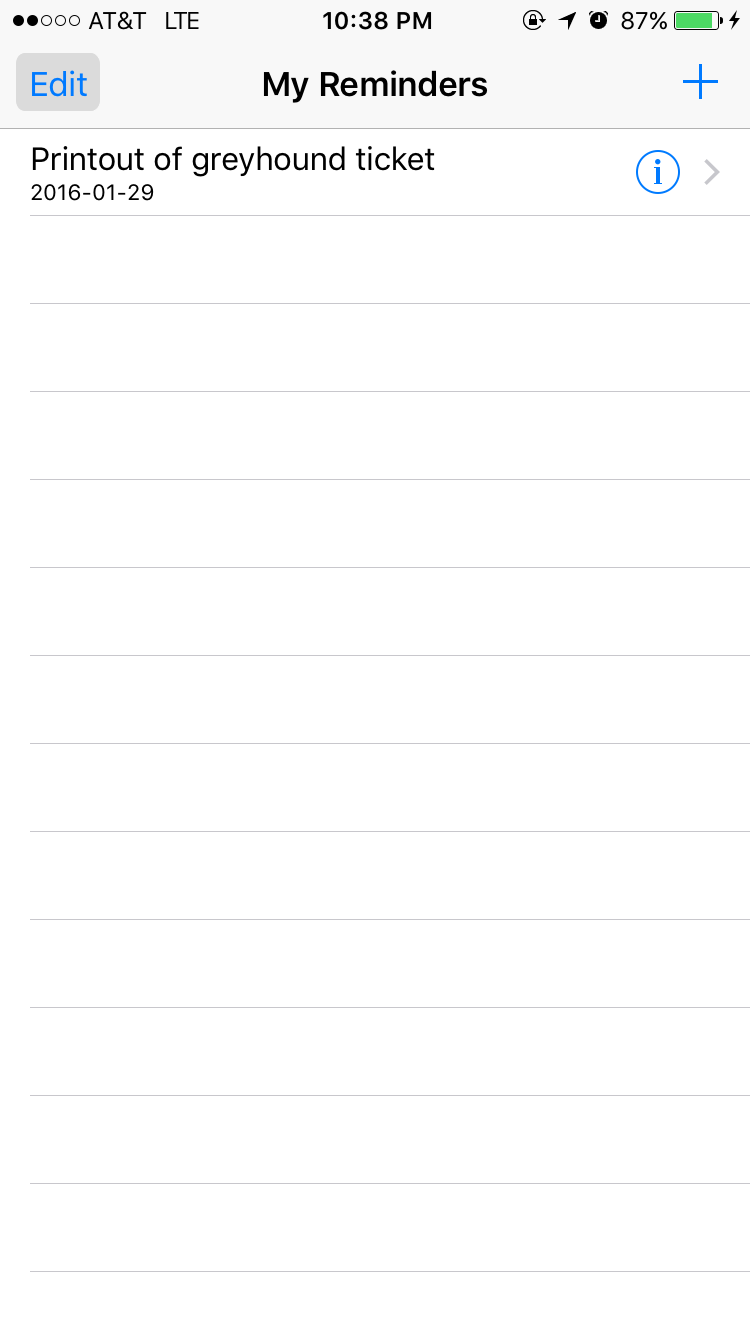 AT&T LTE 10:38 PM 87%
Edit My Reminders
Printout of greyhound ticket
2016-01-29